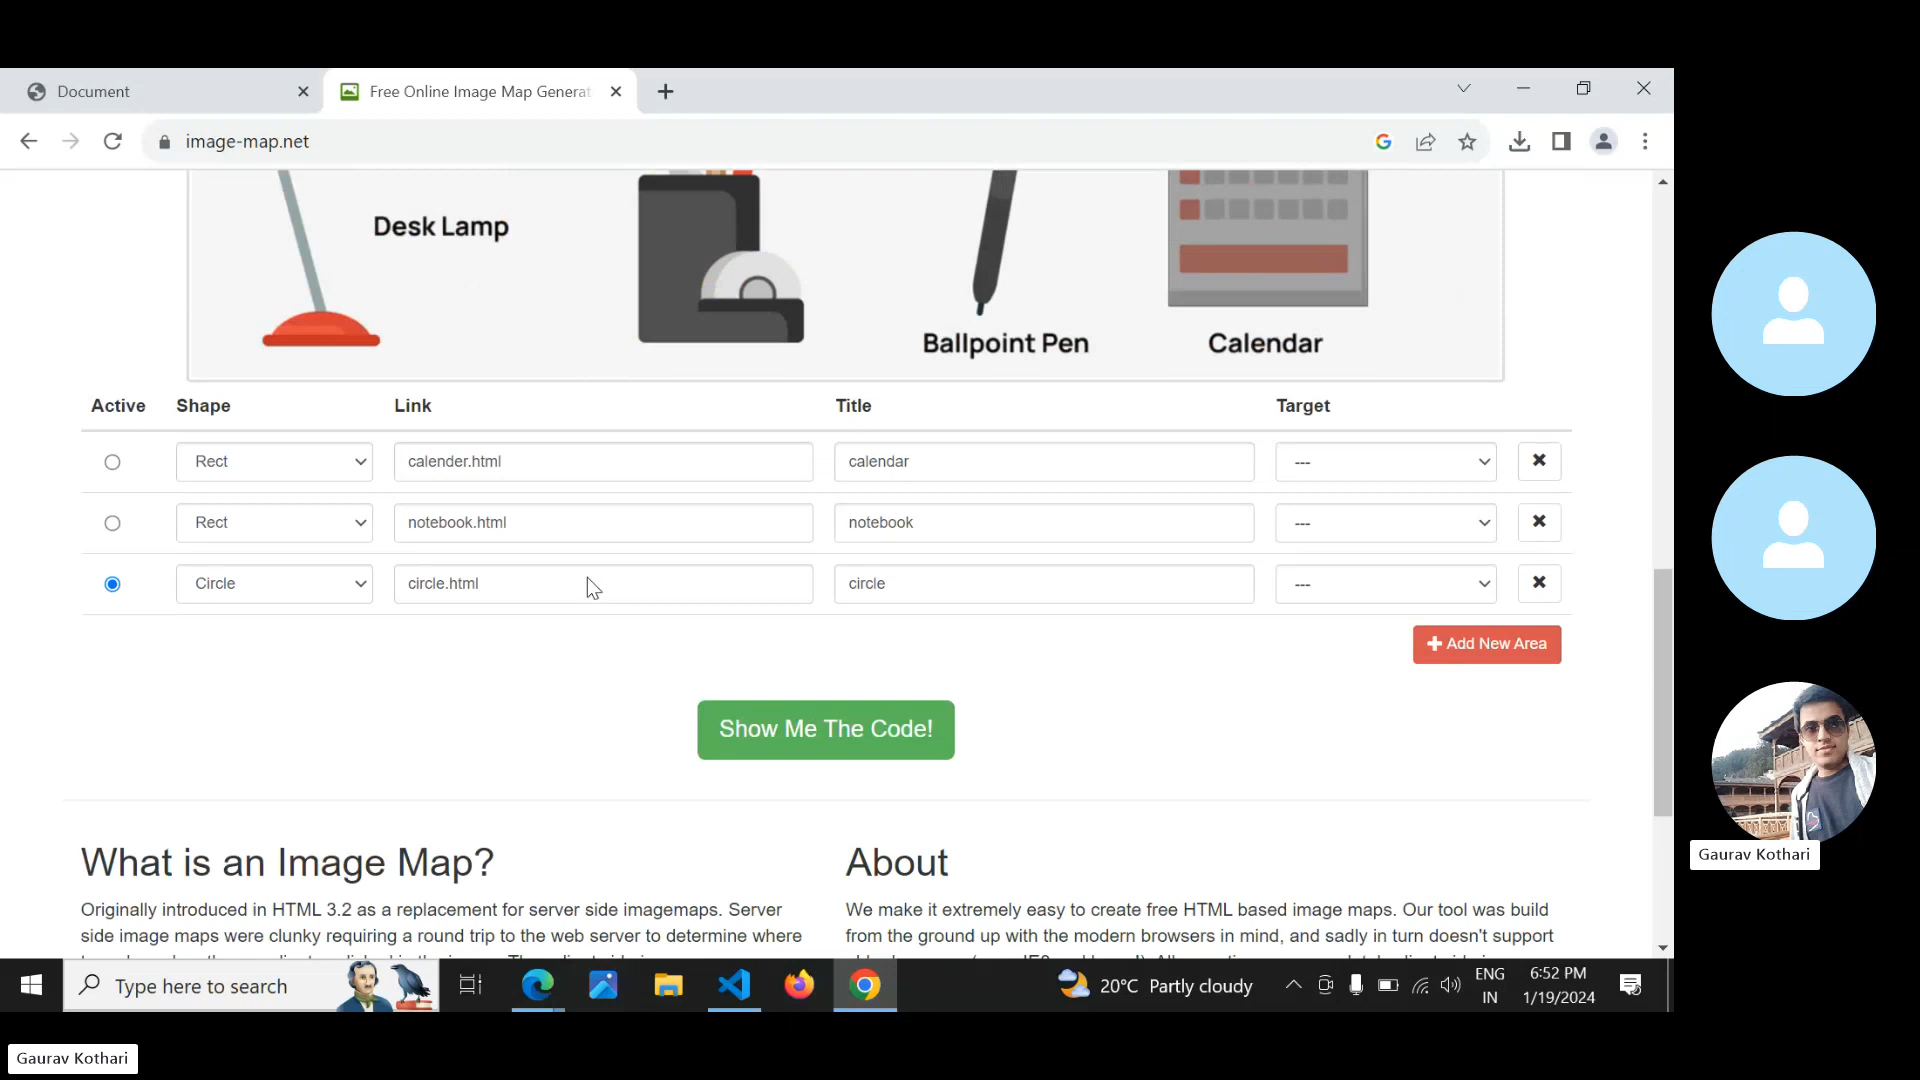 Document
Free Online Image Map Generat
image-map.net
Desk Lamp
Ballpoint Pen
Calendar
Active Shape Link Title Target
Rect calender.html calendar ---
Rect notebook.html notebook ---
Circle circle.html circle ---
Add New Area
Show Me The Code!
What is an Image Map?
Originally introduced in HTML 3.2 as a replacement for server side imagemaps. Server
side image maps were clunky requiring a round trip to the web server to determine where
About
We make it extremely easy to create free HTML based image maps. Our tool was build
from the ground up with the modern browsers in mind, and sadly in turn doesn't support
Type here to search
20°C Partly cloudy
ENG
IN
6:52 PM
1/19/2024
Gaurav Kothari
Gaurav Kothari